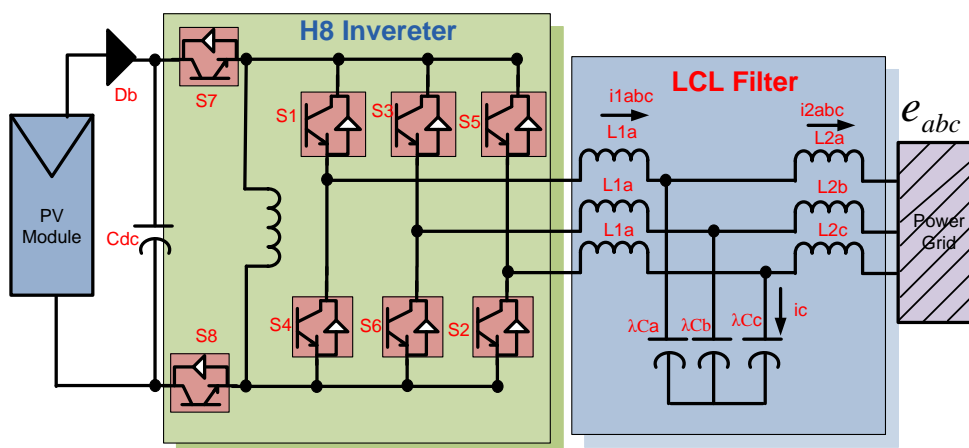 H8 Invereter
Db
S7
S1
S3
S5
PV
Module
Cdc
S8
S4
S6
S2
LCL Filter
i1abc
L1a
L1a
L1a
i2abc
L2a
L2b
L2c
λCa
λCb
λCc
ic
eabc
Power
Grid